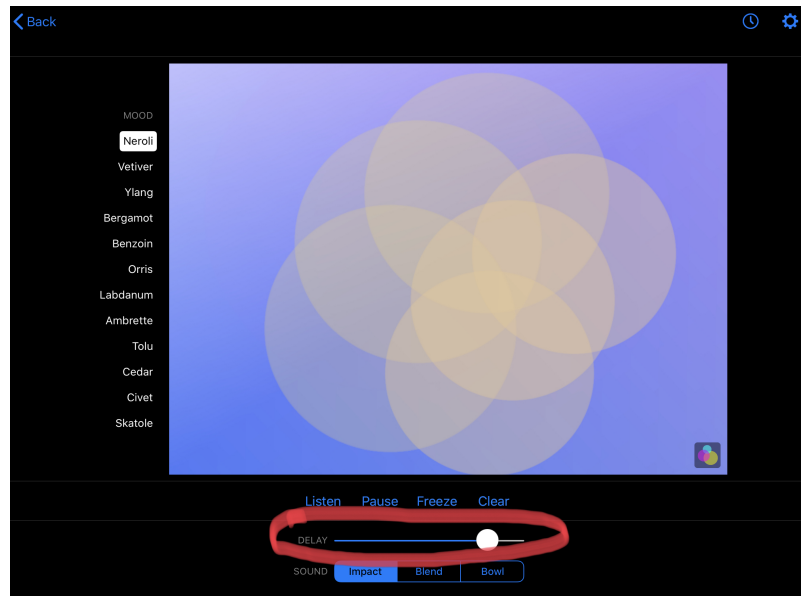 Back
MOOD
Neroli
Vetiver
Ylang
Bergamot
Benzoin
Orris
Labdanum
Ambrette
Tolu
Cedar
Civet
Skatole
Listen Pause Freeze Clear
DELAY
SOUND Impact Blend Bowl